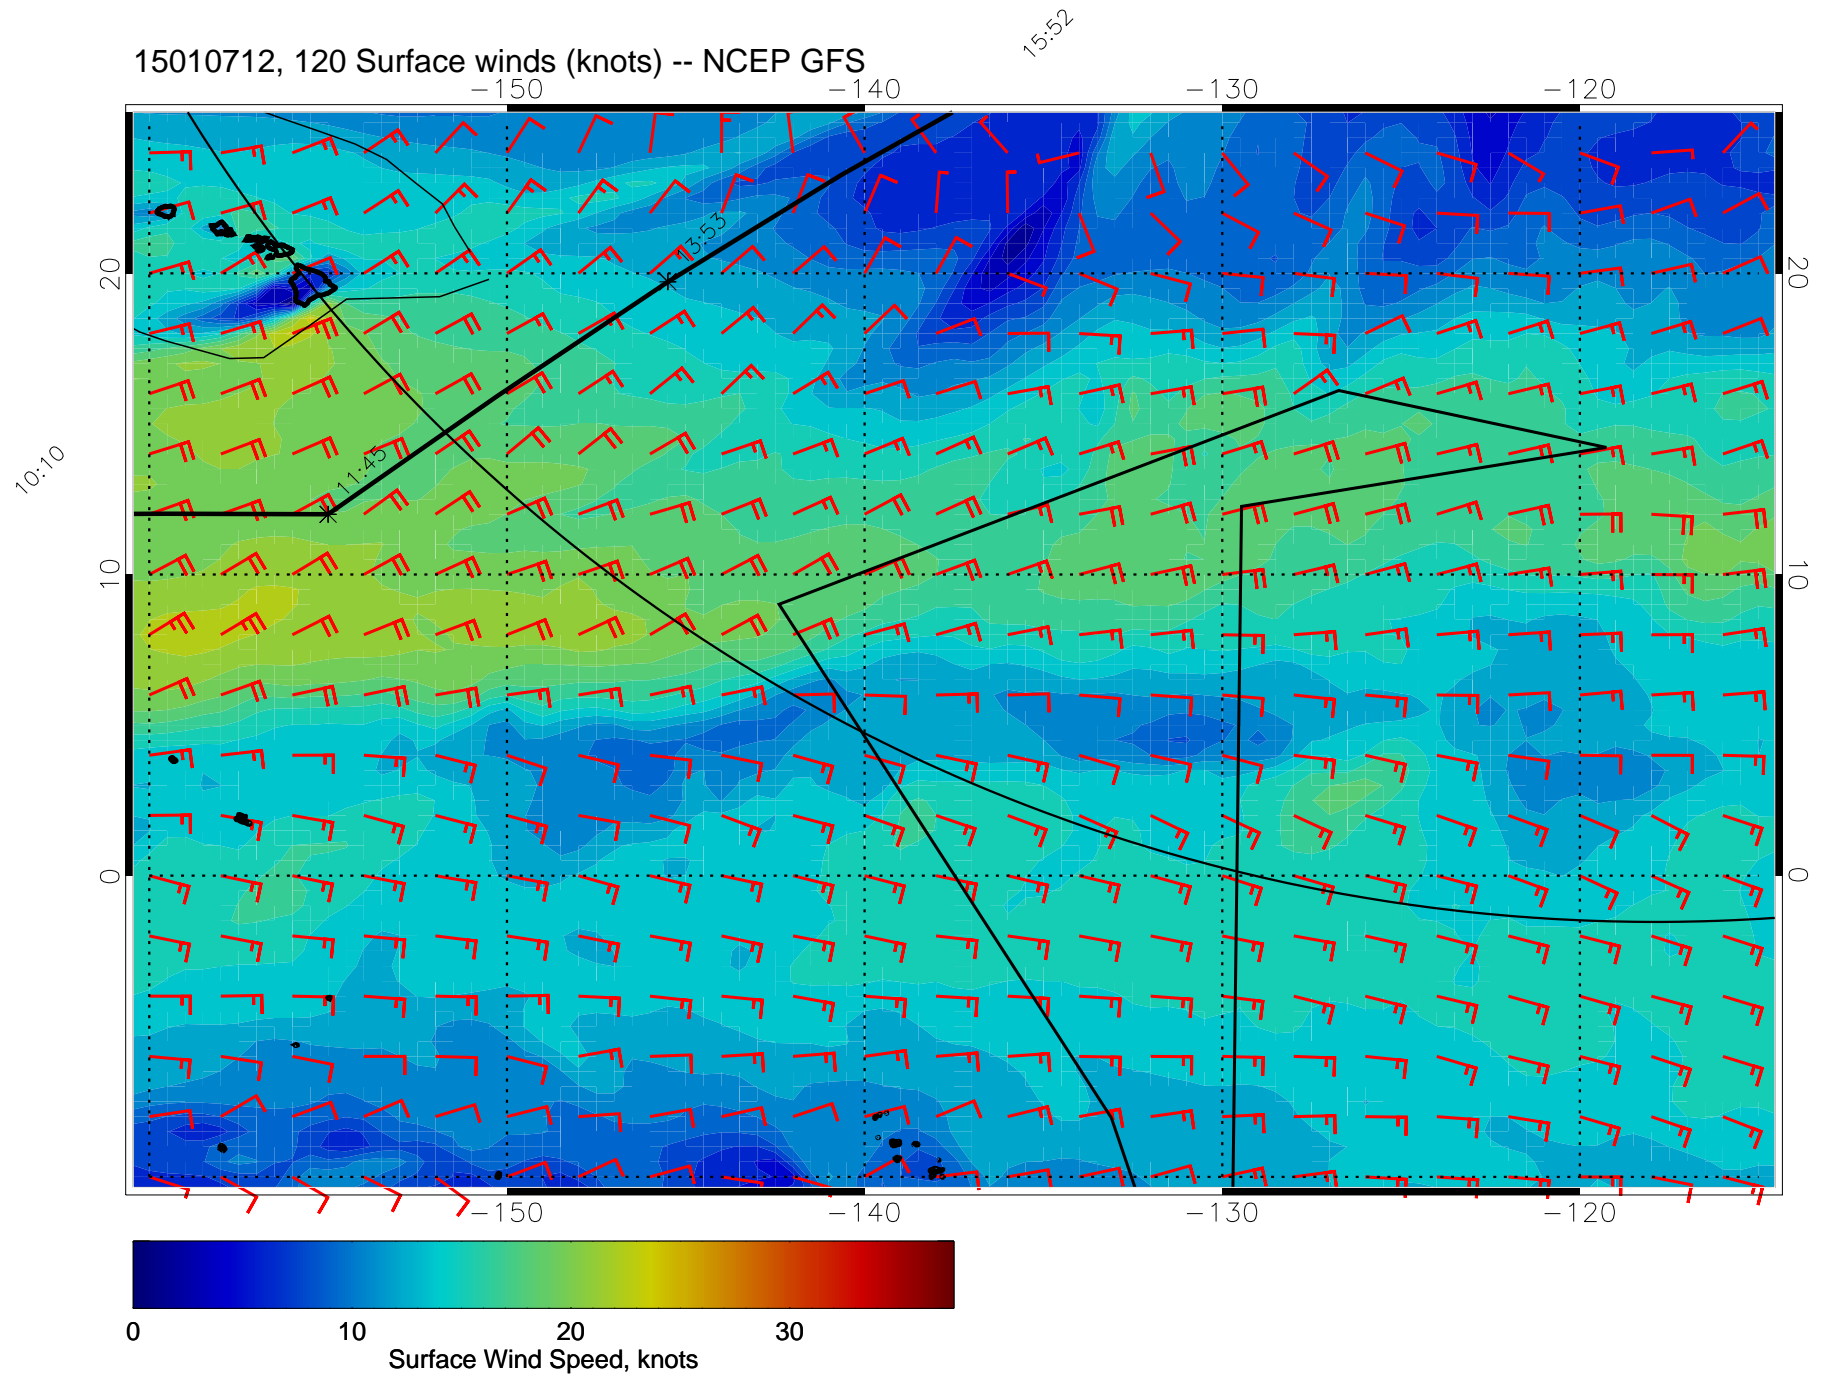 15:52
15010712, 120 Surface winds (knots) -- NCEP GFS
-150 -140 -130 -120
13:53
20 20
11:45
10:10
10 10
0 0
-150 -140 -130 -120
0 10 20 30
Surface Wind Speed, knots